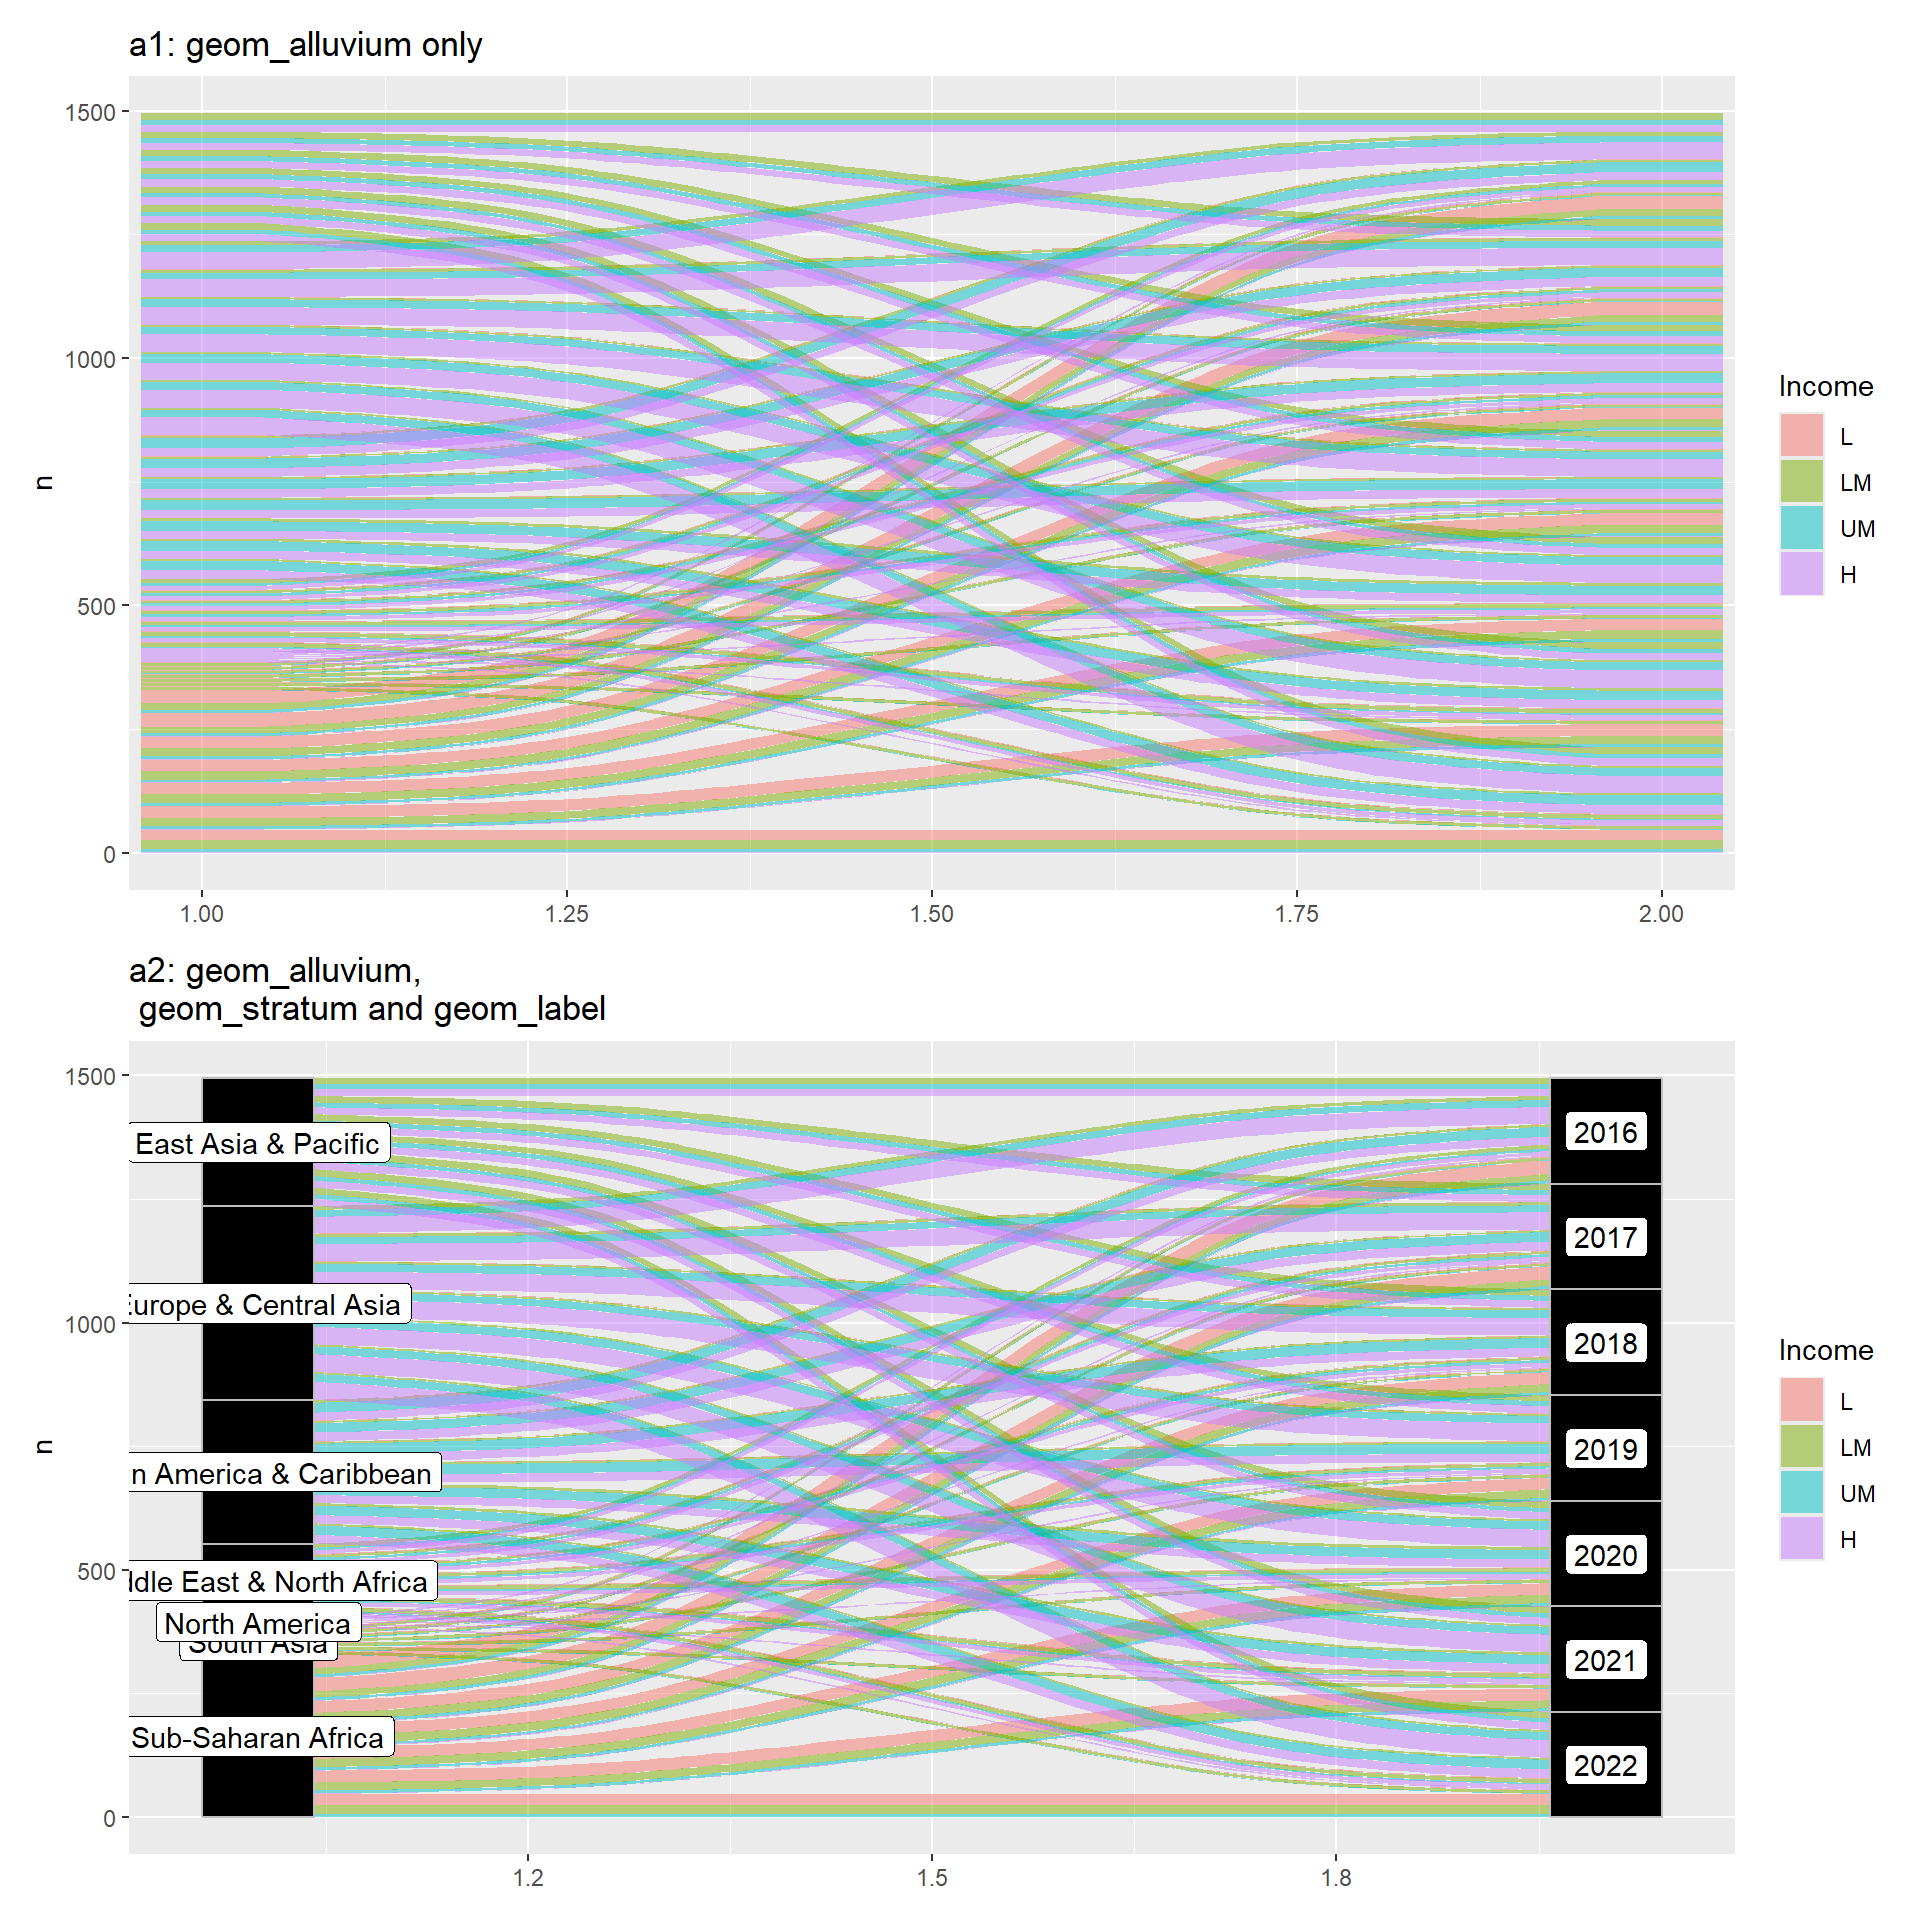 a1: geom_alluvium only
1500
1000
500
0
n
1.00 1.25 1.50 1.75 2.00
Income
L
LM
UM
H
a2: geom_alluvium,
geom_stratum and geom_label
1500
1000
500
0
n
East Asia & Pacific
urope & Central Asia
n America & Caribbean
ddle East & North Africa
North America
South Asia
Sub-Saharan Africa
2016
2017
2018
2019
2020
2021
2022
1.2 1.5 1.8
Income
L
LM
UM
H